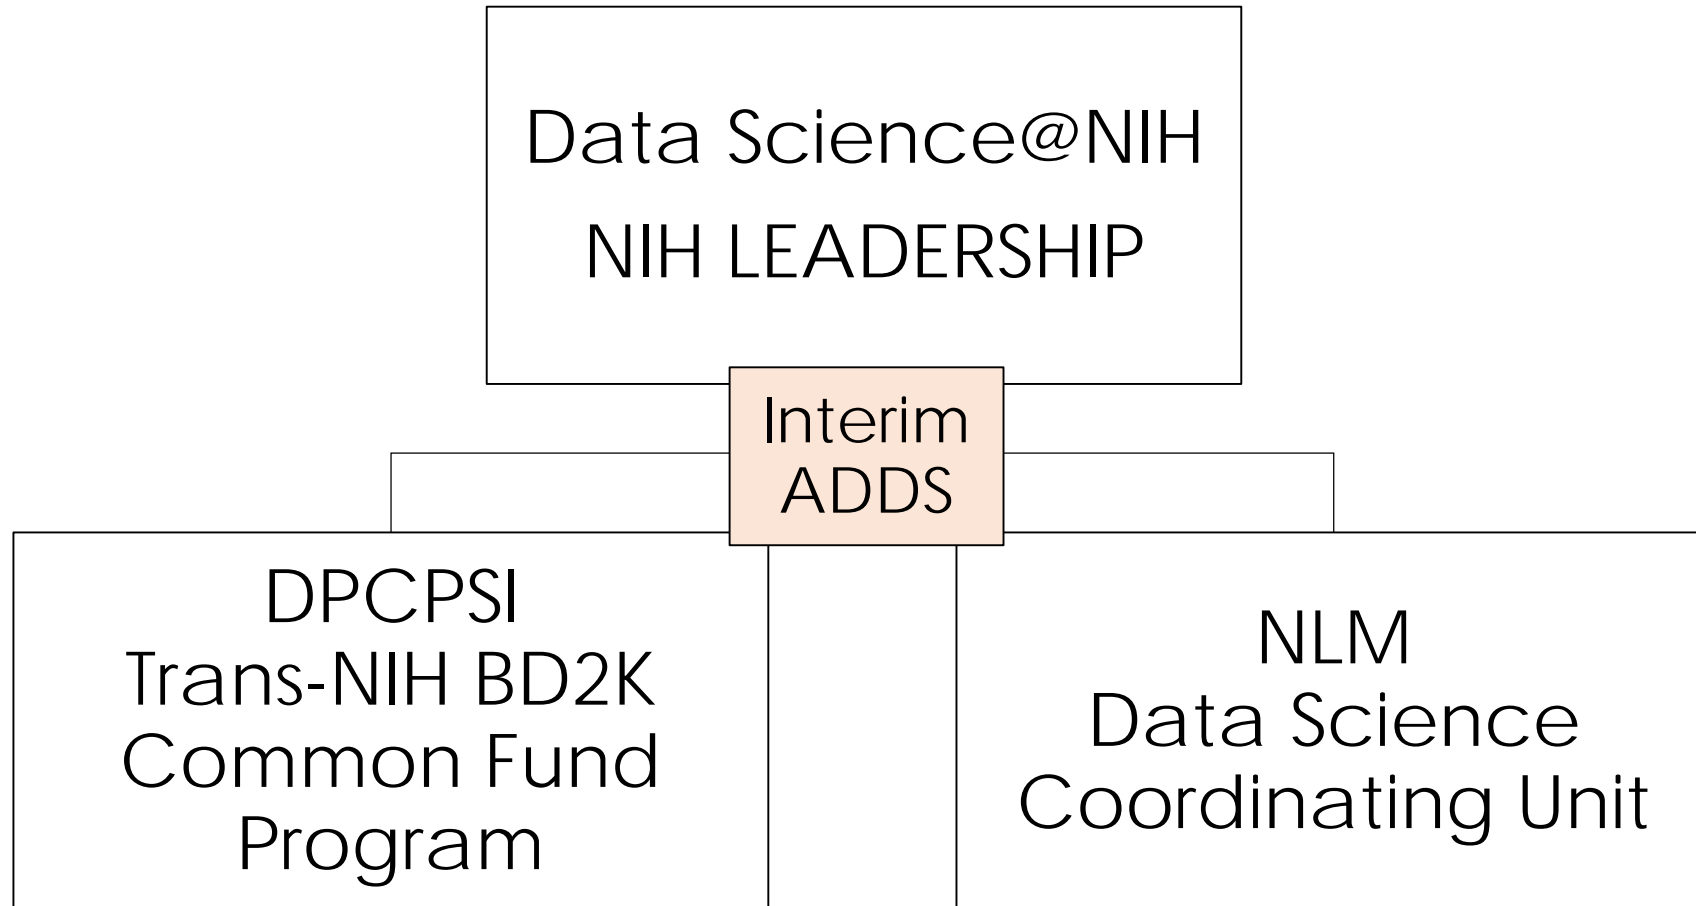 Data Science@NIH
NIH LEADERSHIP
Interim
ADDS
DPCPSI
Trans-NIH BD2K
Common Fund
Program
NLM
Data Science
Coordinating Unit